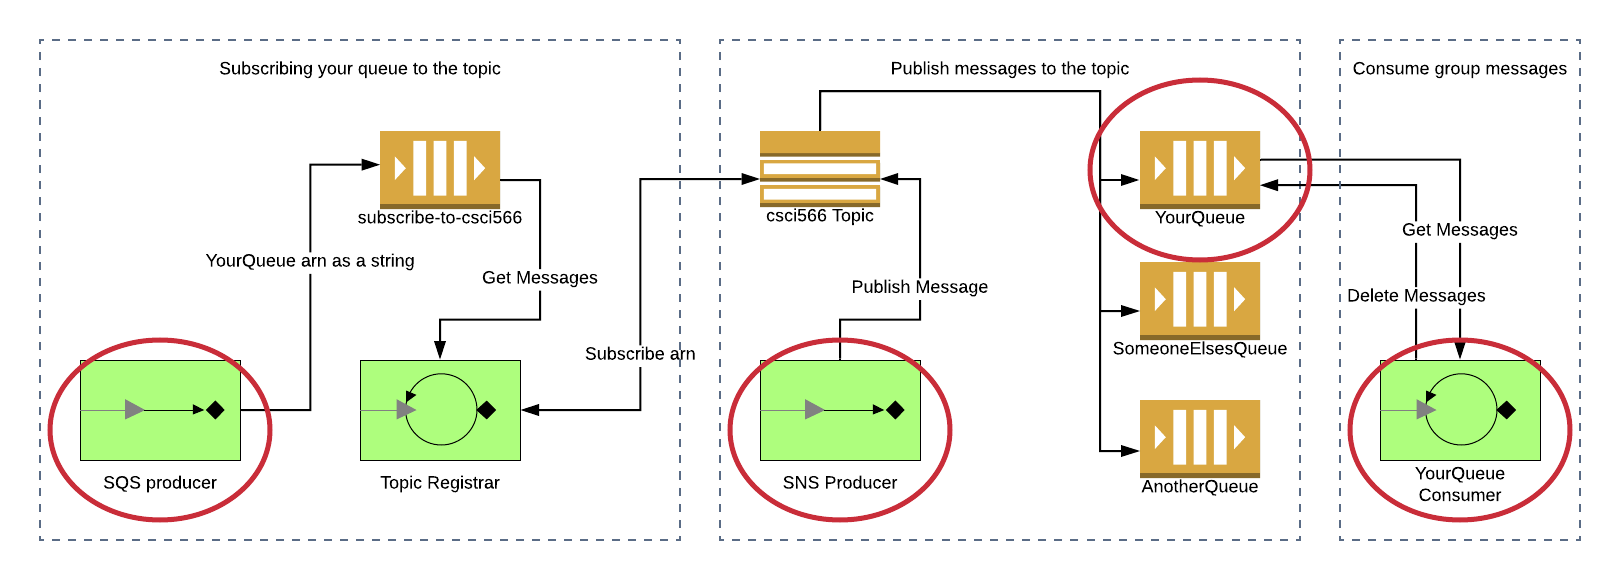 Subscribing your queue to the topic
subscribe-to-csci566
YourQueue arn as a string
Get Messages
Subscribe arn
SQS producer
Topic Registrar
Publish messages to the topic
csci566 Topic
YourQueue
Publish Message
SomeoneElsesQueue
SNS Producer
AnotherQueue
Consume group messages
Get Messages
Delete Messages
YourQueue
Consumer